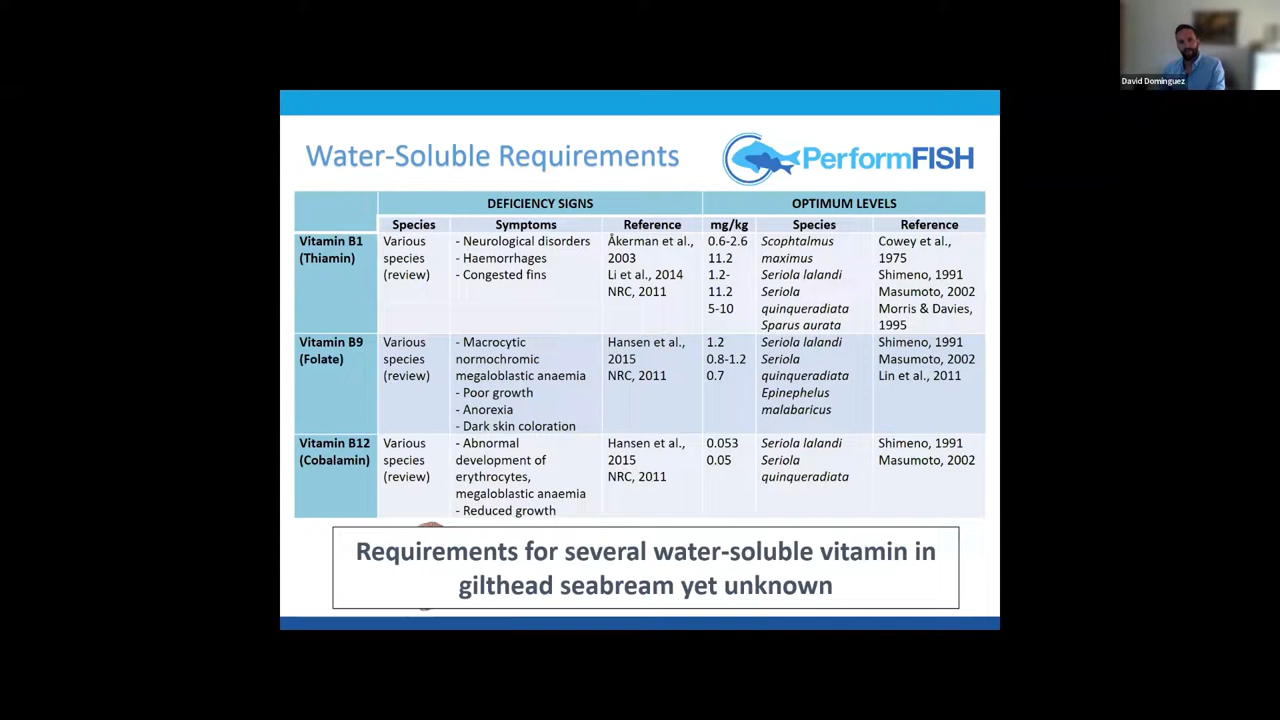 David Dominguez
Water-Soluble Requirements
PerformFISH
DEFICIENCY SIGNS
OPTIMUM LEVELS
Species
Symptoms
Reference
mg/kg
Species
Reference
Vitamin B1
(Thiamin)
Various
species
(review)
- Neurological disorders
- Haemorrhages
- Congested fins
Åkerman et al.,
2003
Li et al., 2014
NRC, 2011
0.6-2.6
11.2
1.2-
11.2
5-10
Scophtalmus
maximus
Seriola lalandi
Seriola
quinqueradiata
Sparus aurata
Cowey et al.,
1975
Shimeno, 1991
Masumoto, 2002
Morris & Davies,
1995
Vitamin B9
(Folate)
Various
species
(review)
- Macrocytic
normochromic
megaloblastic anaemia
- Poor growth
- Anorexia
- Dark skin coloration
Hansen et al.,
2015
NRC, 2011
1.2
0.8-1.2
0.7
Seriola lalandi
Seriola
quinqueradiata
Epinephelus
malabaricus
Shimeno, 1991
Masumoto, 2002
Lin et al., 2011
Vitamin B12
(Cobalamin)
Various
species
(review)
- Abnormal
development of
erythrocytes,
megaloblastic anaemia
- Reduced growth
Hansen et al.,
2015
NRC, 2011
0.053
0.05
Seriola lalandi
Seriola
quinqueradiata
Shimeno, 1991
Masumoto, 2002
Requirements for several water-soluble vitamin in
gilthead seabream yet unknown